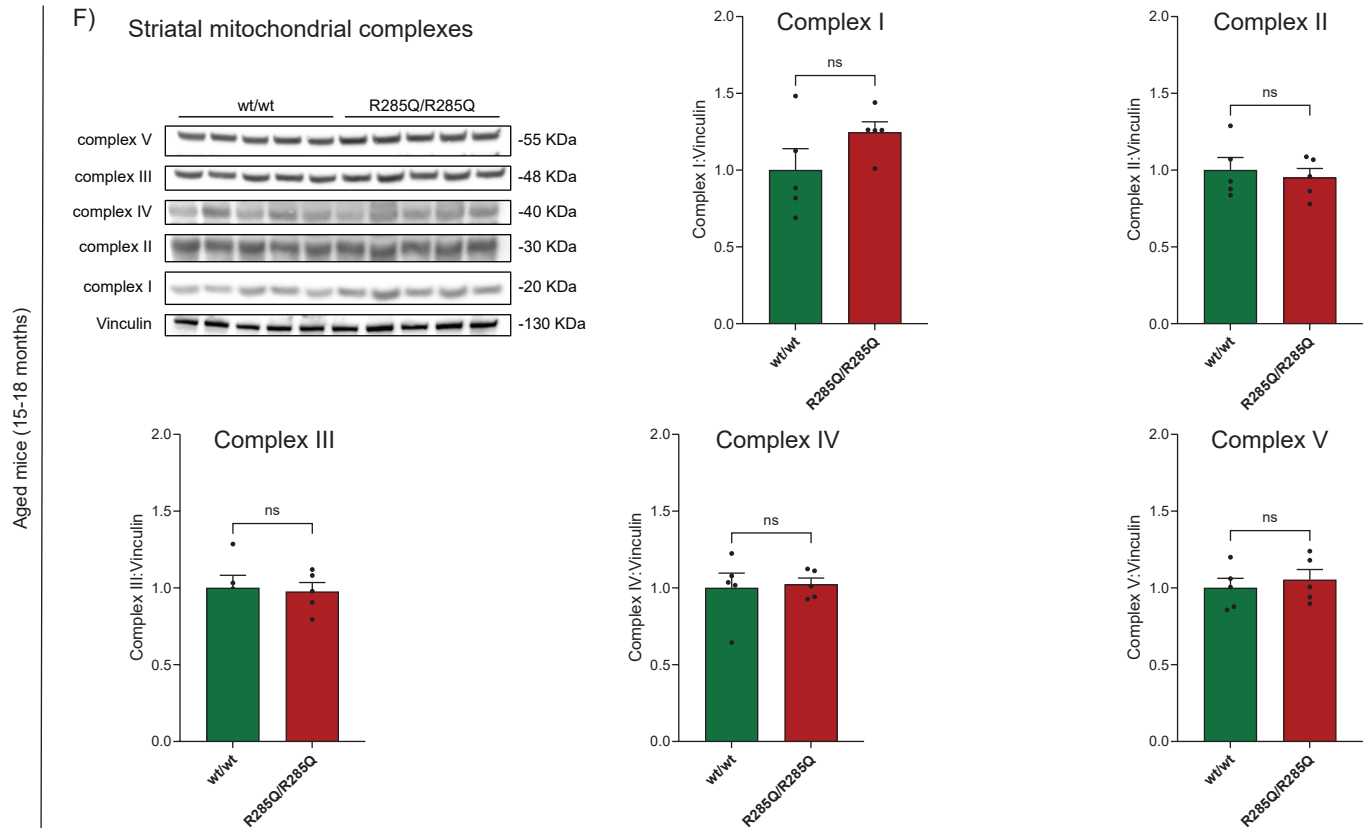 F)
Striatal mitochondrial complexes
wt/wt R285Q/R285Q
complex V -55 KDa
complex III -48 KDa
complex IV -40 KDa
complex II -30 KDa
complex I -20 KDa
Vinculin -130 KDa
Aged mice (15-18 months)
Complex I
2.0
1.5
1.0
0.5
0.0
Complex I:Vinculin
ns
wt/wt
R285Q/R285Q
Complex II
2.0
1.5
1.0
0.5
0.0
Complex II:Vinculin
ns
wt/wt
R285Q/R285Q
Complex III
2.0
1.5
1.0
0.5
0.0
Complex III:Vinculin
ns
wt/wt
R285Q/R285Q
Complex IV
2.0
1.5
1.0
0.5
0.0
Complex IV:Vinculin
ns
wt/wt
R285Q/R285Q
Complex V
2.0
1.5
1.0
0.5
0.0
Complex V:Vinculin
ns
wt/wt
R285Q/R285Q